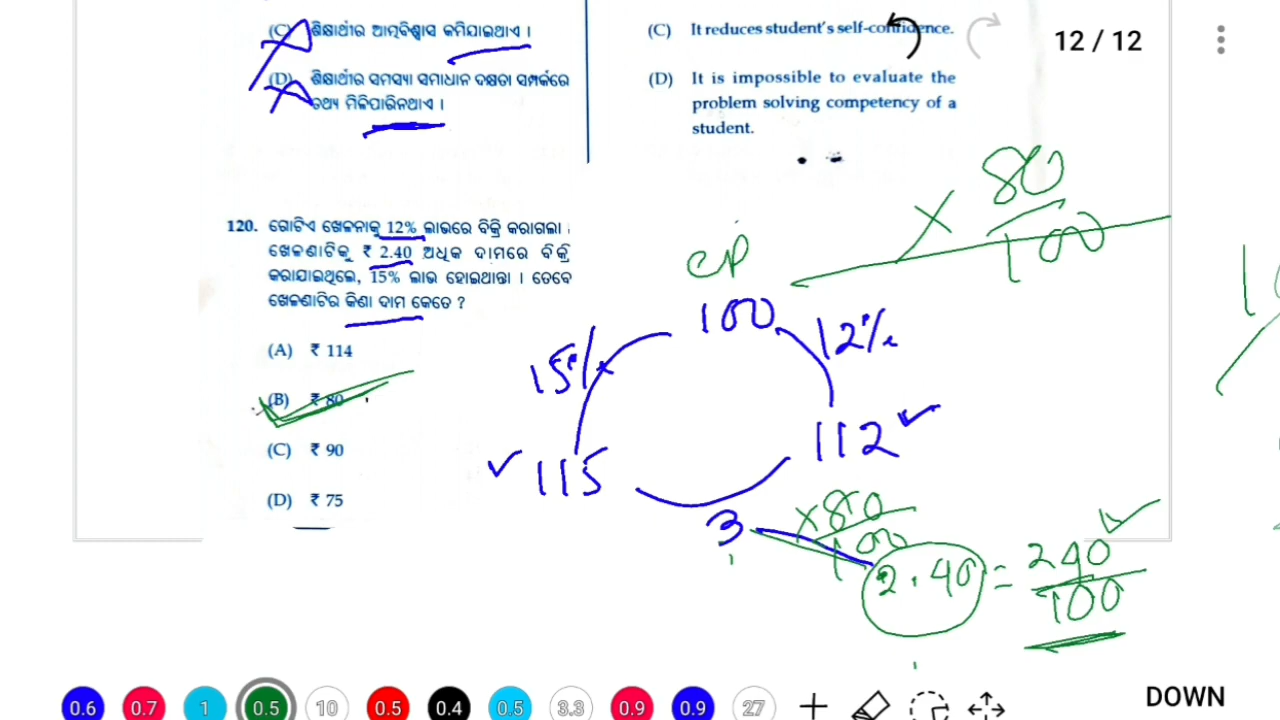 (C) ଶିକ୍ଷାର୍ଥୀର ଆତ୍ମବିଶ୍ୱାସ କମିଯାଇଥାଏ ।
(D) ଶିକ୍ଷାର୍ଥୀର ସମସ୍ୟା ସମାଧାନ ଦକ୍ଷତା ସମ୍ପର୍କରେ
ତଥ୍ୟ ମିଳିପାରିନଥାଏ ।
(C) It reduces student's self-confidence.
(D) It is impossible to evaluate the
problem solving competency of a
student.
12 / 12
120. ଗୋଟିଏ ଖେଳନାକୁ 12% ଲାଭରେ ବିକ୍ରି କରାଗଲା ।
ଖେଳଣାଟିକୁ ₹ 2.40 ଅଧିକ ଦାମରେ ବିକ୍ରି
କରାଯାଇଥିଲେ, 15% ଲାଭ ହୋଇଥାନ୍ତା । ତେବେ
ଖେଳଣାଟିର କିଣା ଦାମ କେତେ ?
(A) ₹ 114
(B) ₹ 80
(C) ₹ 90
(D) ₹ 75
CP
× 80
100
100
15%
12%
115
112
3
×80
100
2.40 = 240
100
0.6 0.7 1 0.5 10 0.5 0.4 0.5 3.3 0.9 0.9 27
DOWN